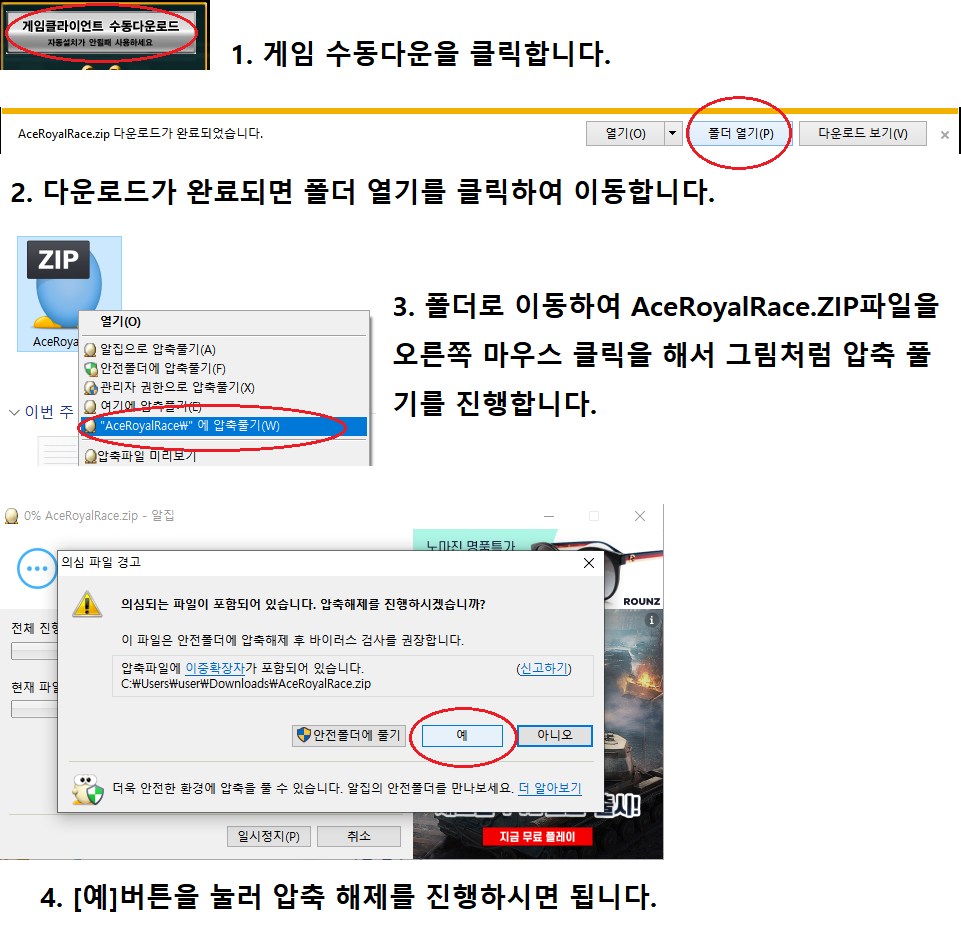 게임클라이언트 수동다운로드
자동설치가 안될때 사용하세요
1. 게임 수동다운을 클릭합니다.
AceRoyalRace.zip 다운로드가 완료되었습니다.
열기(O)
폴더 열기(P)
다운로드 보기(V)
2. 다운로드가 완료되면 폴더 열기를 클릭하여 이동합니다.
ZIP
AceRoya
이번 주
열기(O)
알집으로 압축풀기(A)
안전폴더에 압축풀기(F)
관리자 권한으로 압축풀기(X)
여기에 압축풀기(E)
"AceRoyalRace₩" 에 압축풀기(W)
압축파일 미리보기
3. 폴더로 이동하여 AceRoyalRace.ZIP파일을
오른쪽 마우스 클릭을 해서 그림처럼 압축 풀
기를 진행합니다.
0% AceRoyalRace.zip - 알집
노마진 명품특가
ROUNZ
전체 진행
현재 파일
의심 파일 경고
의심되는 파일이 포함되어 있습니다. 압축해제를 진행하시겠습니까?
이 파일은 안전폴더에 압축해제 후 바이러스 검사를 권장합니다.
압축파일에 이중확장자가 포함되어 있습니다. (신고하기)
C:₩Users₩user₩Downloads₩AceRoyalRace.zip
안전폴더에 풀기
예
아니오
더욱 안전한 환경에 압축을 풀 수 있습니다. 알집의 안전폴더를 만나보세요. 더 알아보기
출시!
지금 무료 플레이
일시정지(P)
취소
4. [예]버튼을 눌러 압축 해제를 진행하시면 됩니다.